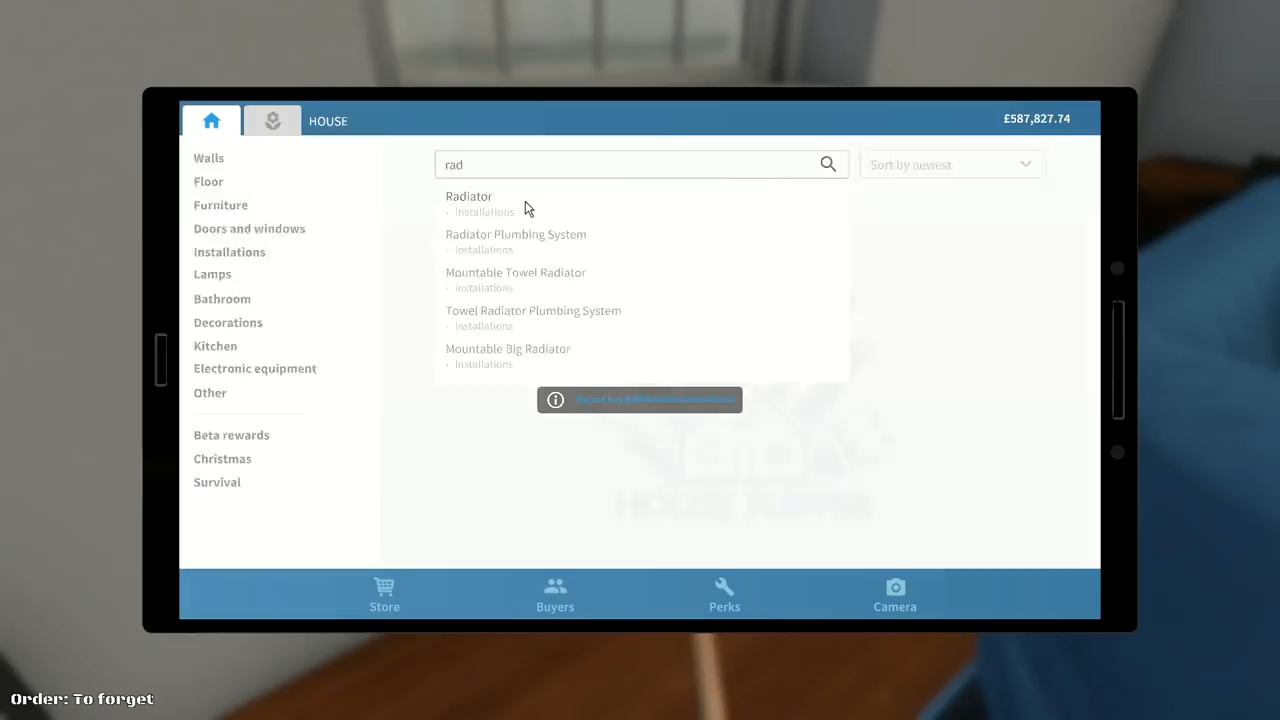 HOUSE
£587,827.74
Walls
Floor
Furniture
Doors and windows
Installations
Lamps
Bathroom
Decorations
Kitchen
Electronic equipment
Other
Beta rewards
Christmas
Survival
rad
Sort by newest
Radiator
- Installations
Radiator Plumbing System
- Installations
Mountable Towel Radiator
- Installations
Towel Radiator Plumbing System
- Installations
Mountable Big Radiator
- Installations
HOUSE FLIPPER
Store
Buyers
Perks
Camera
Order: To forget